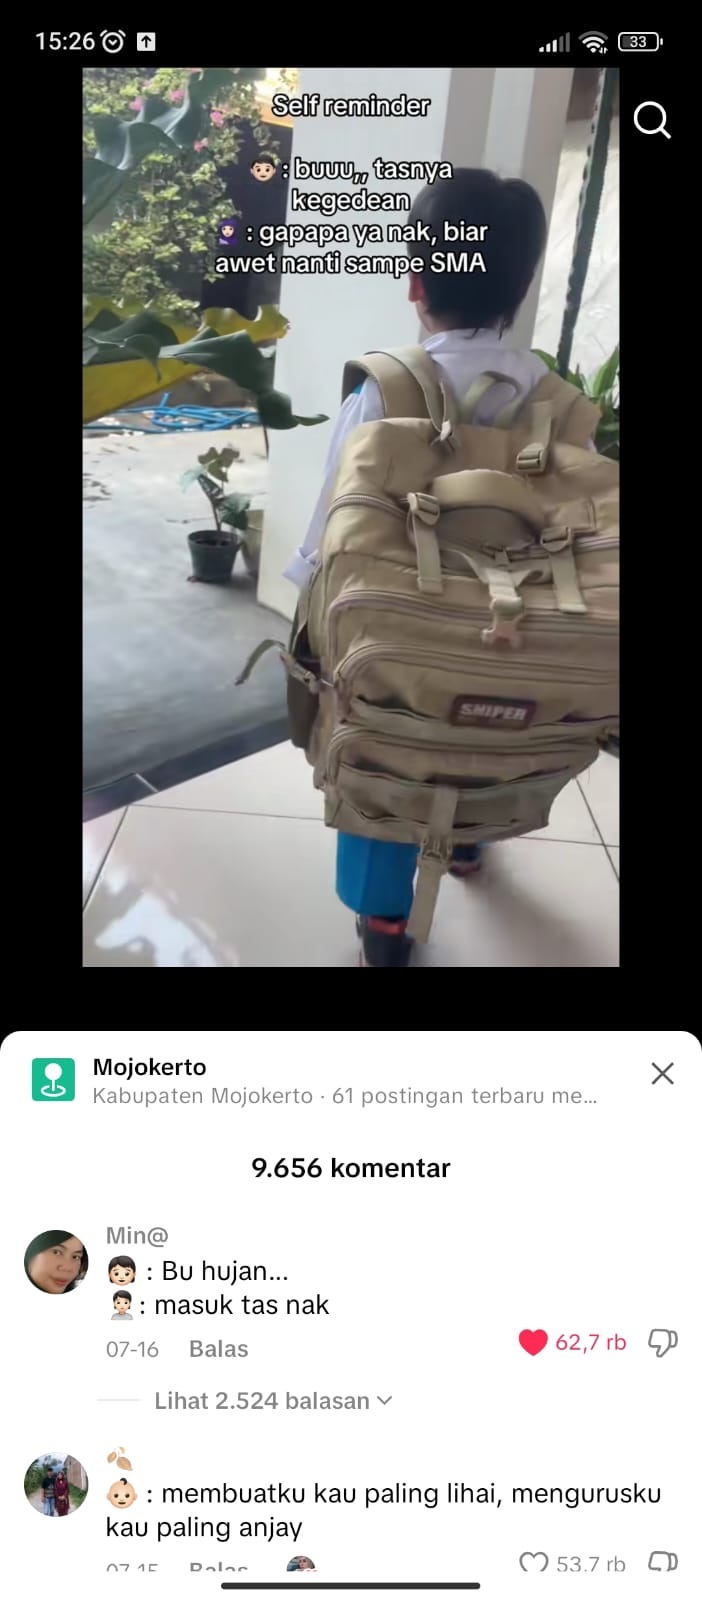 15:26
33
Self reminder
👦🏻 : buuu,, tasnya
kegedean
🧕🏻 : gapapa ya nak, biar
awet nanti sampe SMA
SNIPER
Mojokerto
Kabupaten Mojokerto · 61 postingan terbaru me...
9.656 komentar
Min@
👧🏻 : Bu hujan...
🧑🏻 : masuk tas nak
07-16 Balas 62,7 rb
Lihat 2.524 balasan
🍂
👶🏻 : membuatku kau paling lihai, mengurusku
kau paling anjay
07-15 Balas 53,7 rb